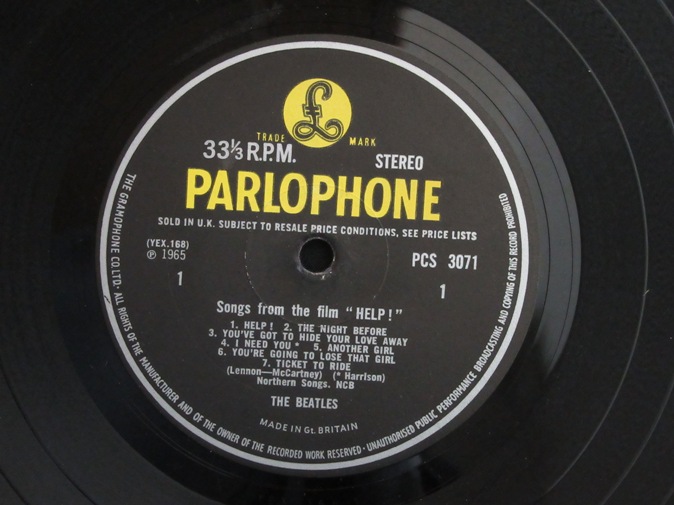 TRADE MARK
33⅓ R.P.M.
STEREO
PARLOPHONE
SOLD IN U.K. SUBJECT TO RESALE PRICE CONDITIONS, SEE PRICE LISTS
(YEX.168)
℗ 1965
PCS 3071
1
1
Songs from the film "HELP!"
1. HELP! 2. THE NIGHT BEFORE
3. YOU'VE GOT TO HIDE YOUR LOVE AWAY
4. I NEED YOU * 5. ANOTHER GIRL
6. YOU'RE GOING TO LOSE THAT GIRL
7. TICKET TO RIDE
(Lennon—McCartney) (* Harrison)
Northern Songs. NCB
THE BEATLES
MADE IN Gt. BRITAIN
THE GRAMOPHONE CO. LTD. · ALL RIGHTS OF THE MANUFACTURER AND OF THE OWNER OF THE RECORDED WORK RESERVED · UNAUTHORISED PUBLIC PERFORMANCE BROADCASTING AND COPYING OF THIS RECORD PROHIBITED